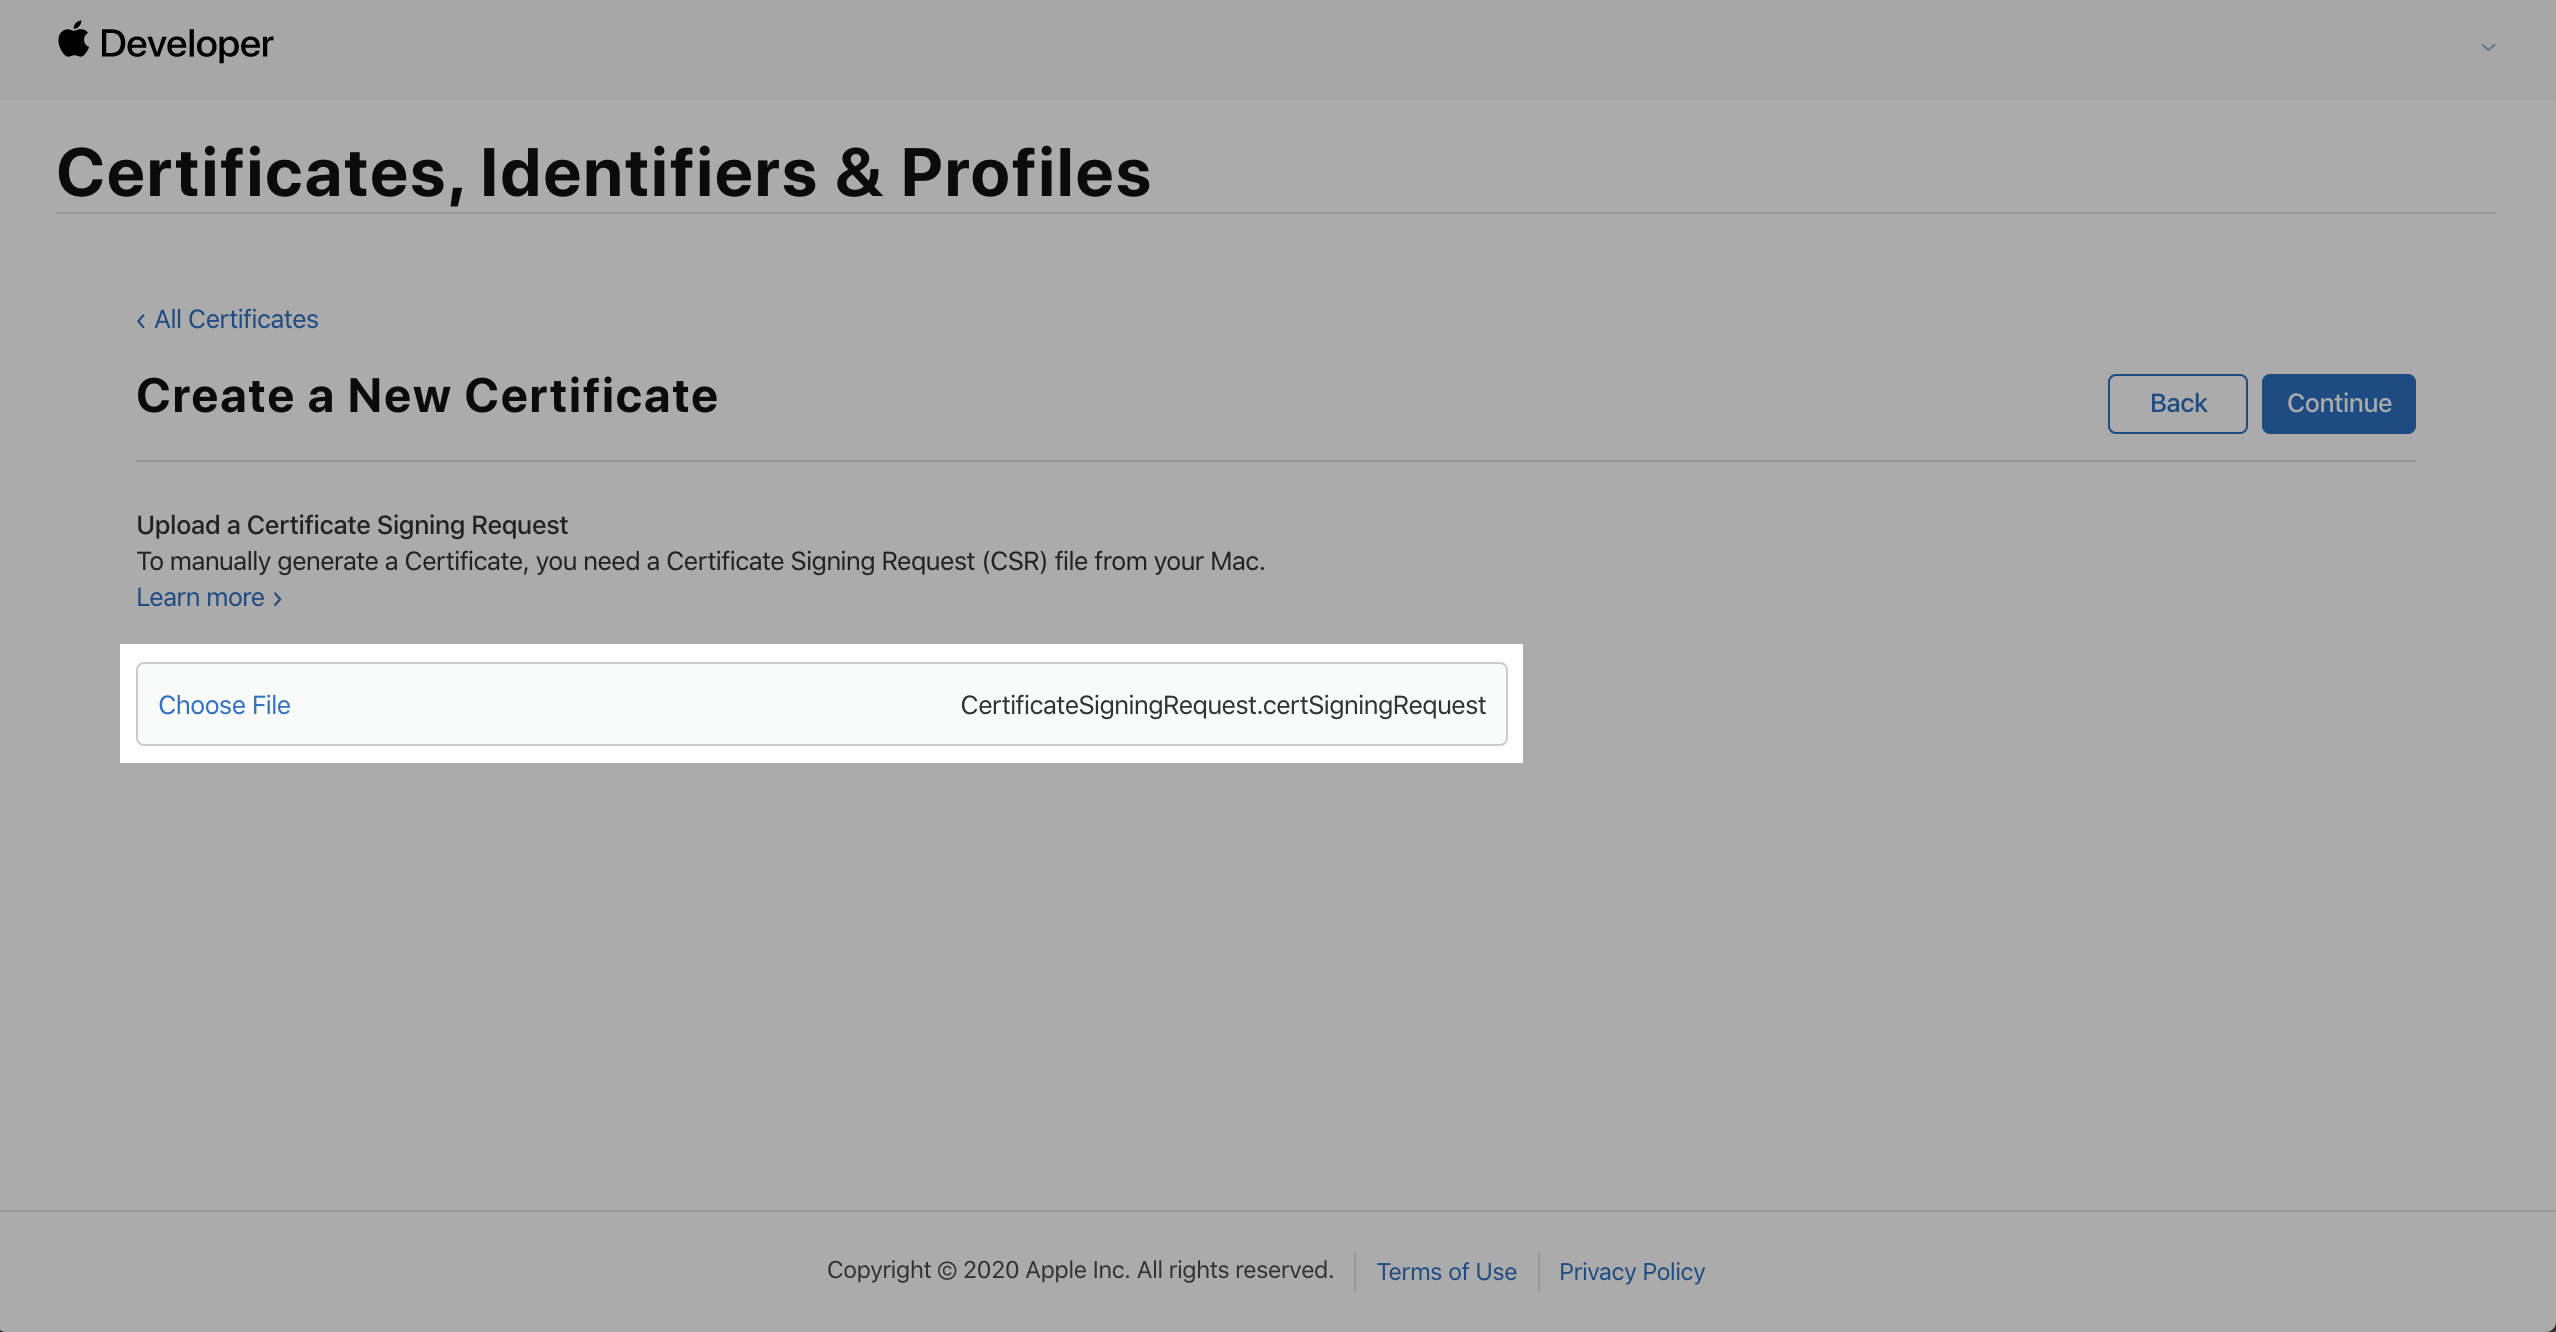 Developer
Certificates, Identifiers & Profiles
‹ All Certificates
Create a New Certificate
Back
Continue
Upload a Certificate Signing Request
To manually generate a Certificate, you need a Certificate Signing Request (CSR) file from your Mac.
Learn more ›
Choose File
CertificateSigningRequest.certSigningRequest
Copyright © 2020 Apple Inc. All rights reserved.
Terms of Use
Privacy Policy